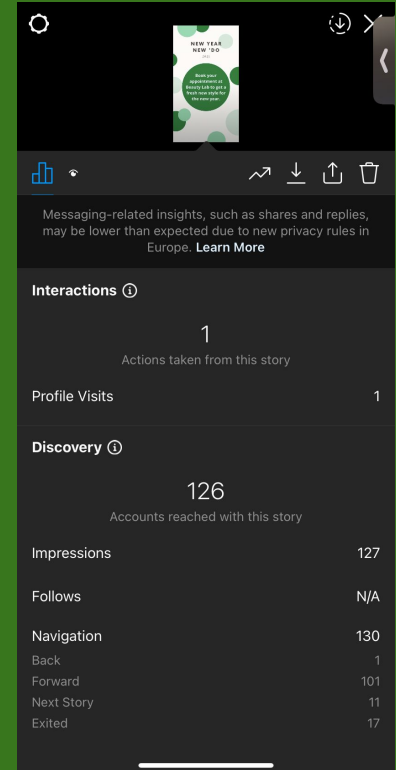 NEW YEAR
NEW 'DO
Book your
appointment at
Beauty Lab to get a
fresh new style for
the new year.
Messaging-related insights, such as shares and replies,
may be lower than expected due to new privacy rules in
Europe. Learn More
Interactions
1
Actions taken from this story
Profile Visits 1
Discovery
126
Accounts reached with this story
Impressions 127
Follows N/A
Navigation 130
Back 1
Forward 101
Next Story 11
Exited 17